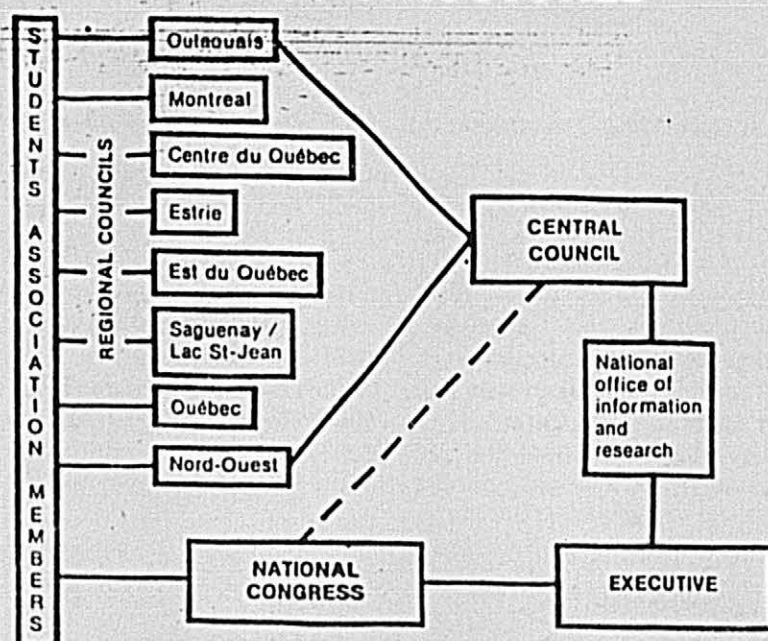 STUDENTS ASSOCIATION MEMBERS
REGIONAL COUNCILS
Outaouais
Montreal
Centre du Québec
Estrie
Est du Québec
Saguenay /
Lac St-Jean
Québec
Nord-Ouest
CENTRAL
COUNCIL
National
office of
information
and
research
NATIONAL
CONGRESS
EXECUTIVE